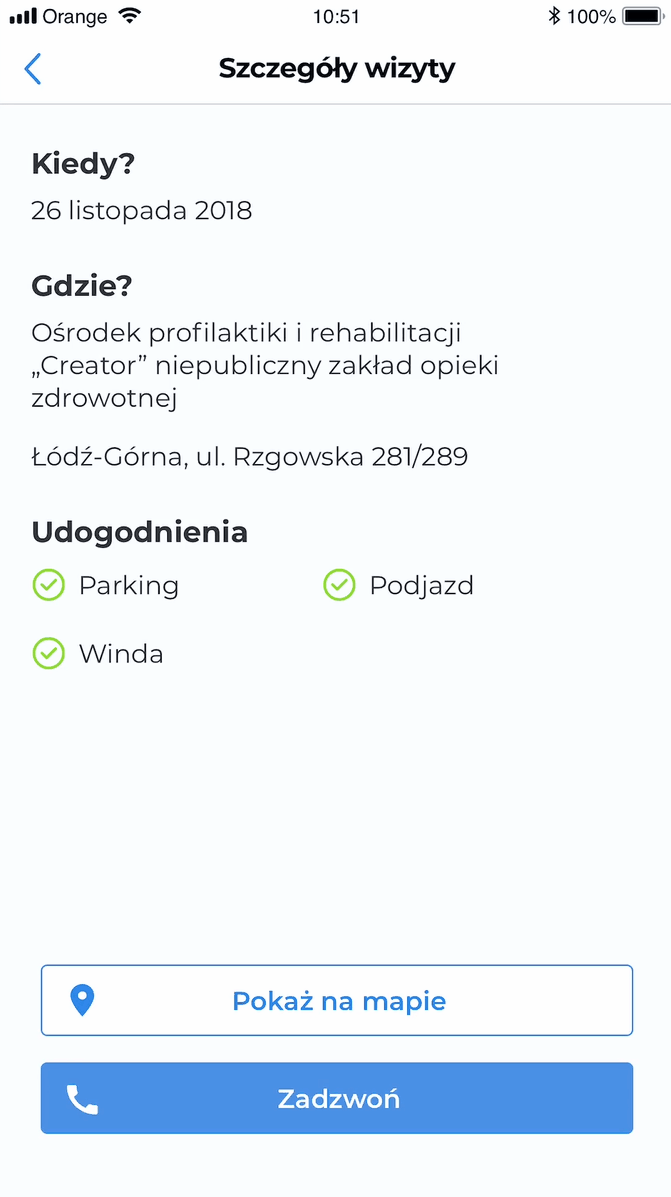 Orange 10:51 100%
Szczegóły wizyty
Kiedy?
26 listopada 2018
Gdzie?
Ośrodek profilaktiki i rehabilitacji
„Creator” niepubliczny zakład opieki
zdrowotnej
Łódź-Górna, ul. Rzgowska 281/289
Udogodnienia
Parking Podjazd
Winda
Pokaż na mapie
Zadzwoń